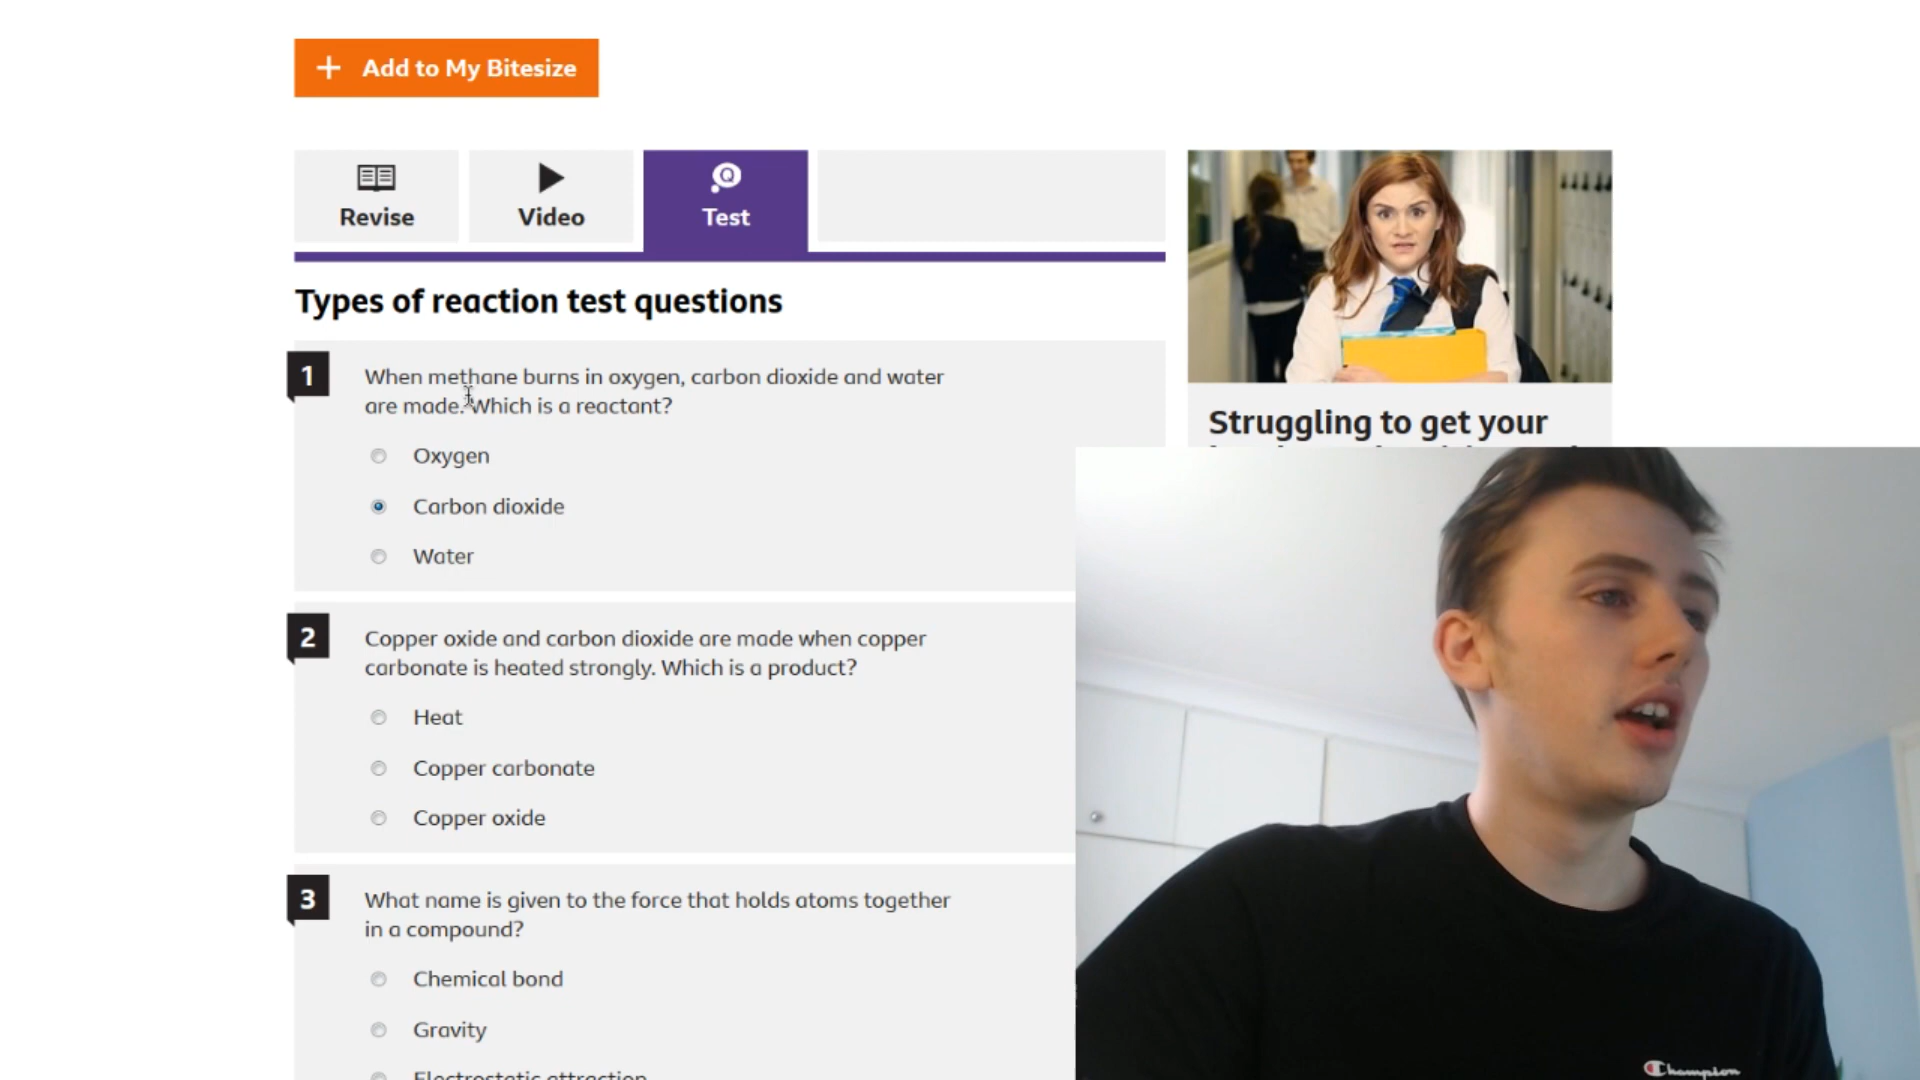 + Add to My Bitesize
Revise
Video
Q
Test
Types of reaction test questions
1
When methane burns in oxygen, carbon dioxide and water
are made. Which is a reactant?
Oxygen
Carbon dioxide
Water
2
Copper oxide and carbon dioxide are made when copper
carbonate is heated strongly. Which is a product?
Heat
Copper carbonate
Copper oxide
3
What name is given to the force that holds atoms together
in a compound?
Chemical bond
Gravity
Electrostatic attraction
Struggling to get your
Champion